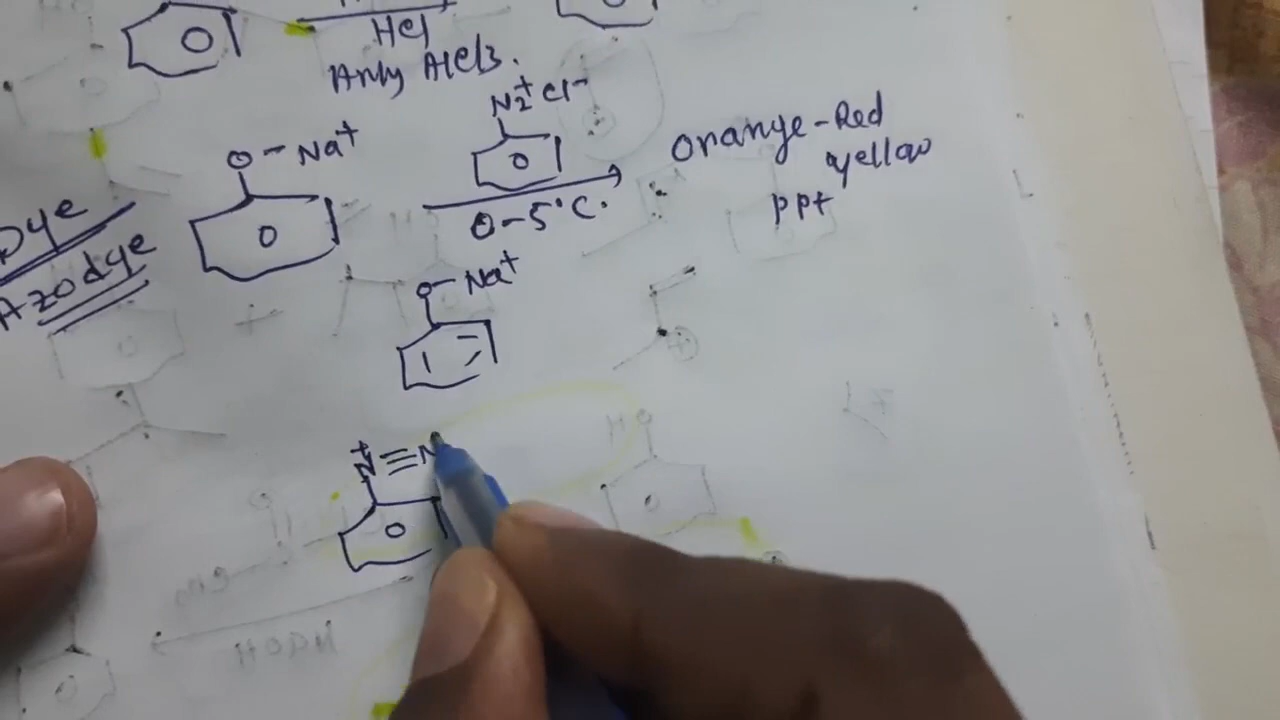 HCl
Anhy AlCl3.
N2+ Cl-
O-Na+
Orange-Red
yellow
ppt
0-5°C.
Dye
Azodye
O-Na+
N+≡N